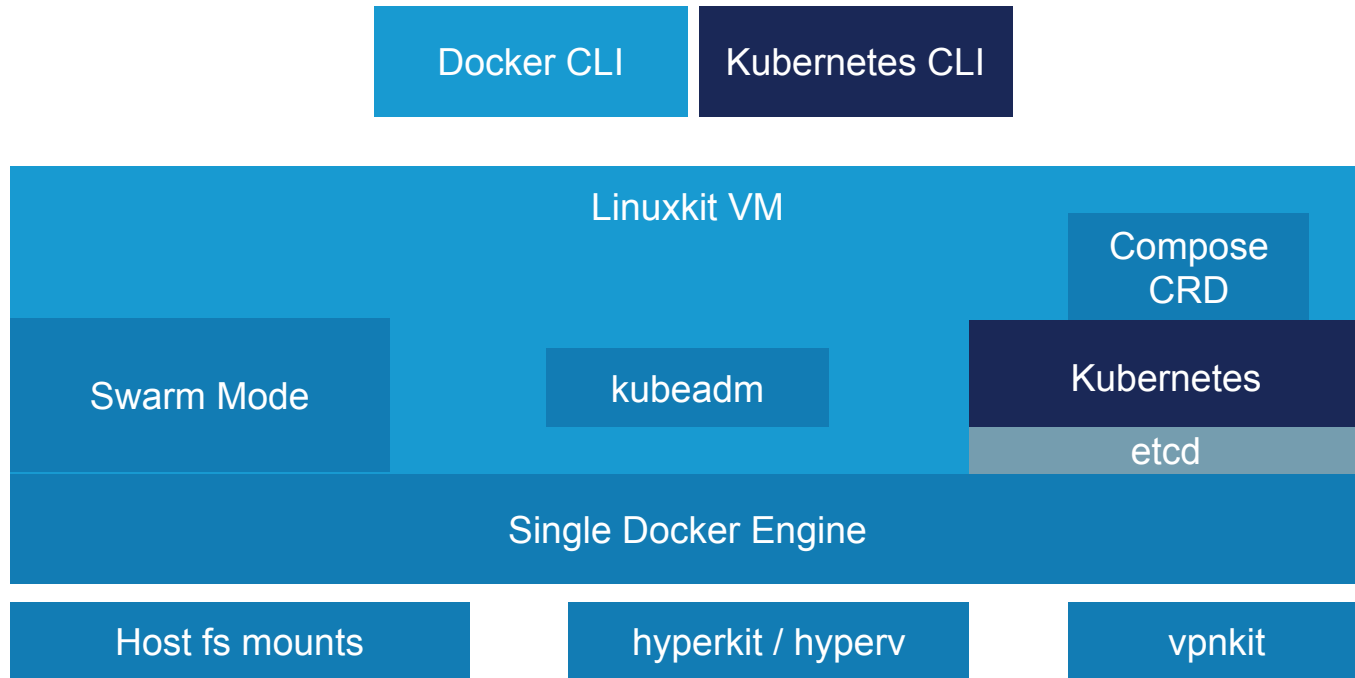 Docker CLI
Kubernetes CLI
Linuxkit VM
Compose
CRD
Swarm Mode
kubeadm
Kubernetes
etcd
Single Docker Engine
Host fs mounts
hyperkit / hyperv
vpnkit